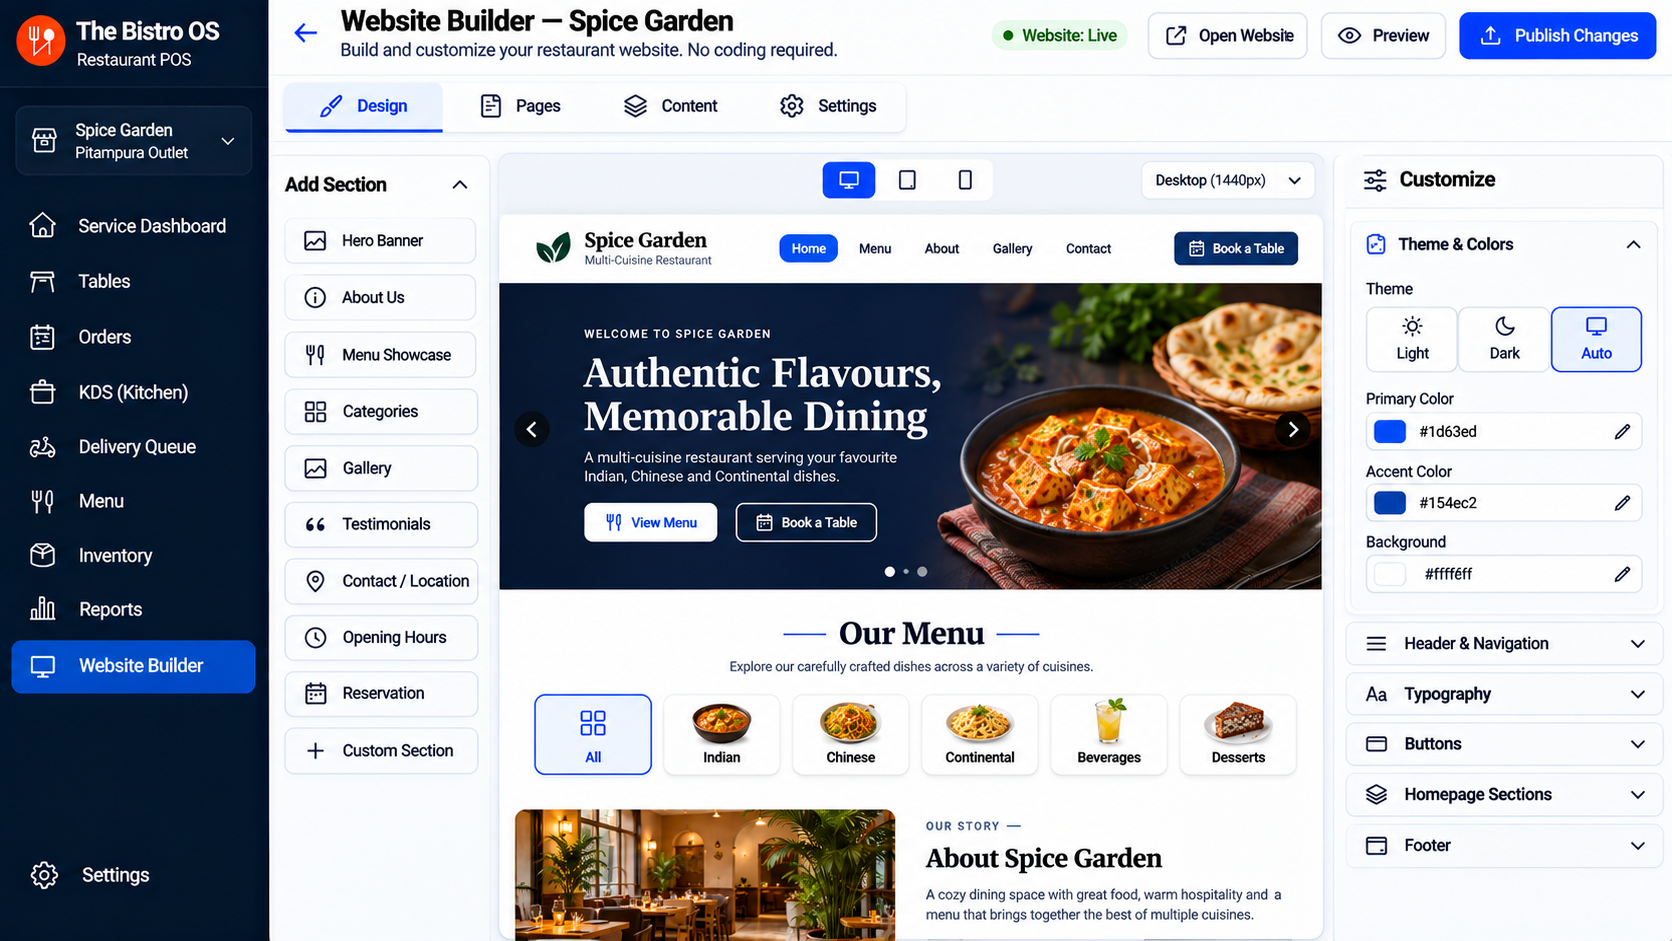 The Bistro OS
Restaurant POS
Spice Garden
Pitampura Outlet
Service Dashboard
Tables
Orders
KDS (Kitchen)
Delivery Queue
Menu
Inventory
Reports
Website Builder
Settings
Website Builder — Spice Garden
Build and customize your restaurant website. No coding required.
Website: Live
Open Website
Preview
Publish Changes
Design
Pages
Content
Settings
Add Section
Hero Banner
About Us
Menu Showcase
Categories
Gallery
Testimonials
Contact / Location
Opening Hours
Reservation
Custom Section
Desktop (1440px)
Spice Garden
Multi-Cuisine Restaurant
Home
Menu
About
Gallery
Contact
Book a Table
WELCOME TO SPICE GARDEN
Authentic Flavours,
Memorable Dining
A multi-cuisine restaurant serving your favourite
Indian, Chinese and Continental dishes.
View Menu
Book a Table
Our Menu
Explore our carefully crafted dishes across a variety of cuisines.
All
Indian
Chinese
Continental
Beverages
Desserts
OUR STORY —
About Spice Garden
A cozy dining space with great food, warm hospitality and a
menu that brings together the best of multiple cuisines.
Customize
Theme & Colors
Theme
Light
Dark
Auto
Primary Color
#1d63ed
Accent Color
#154ec2
Background
#fffféff
Header & Navigation
Aa Typography
Buttons
Homepage Sections
Footer